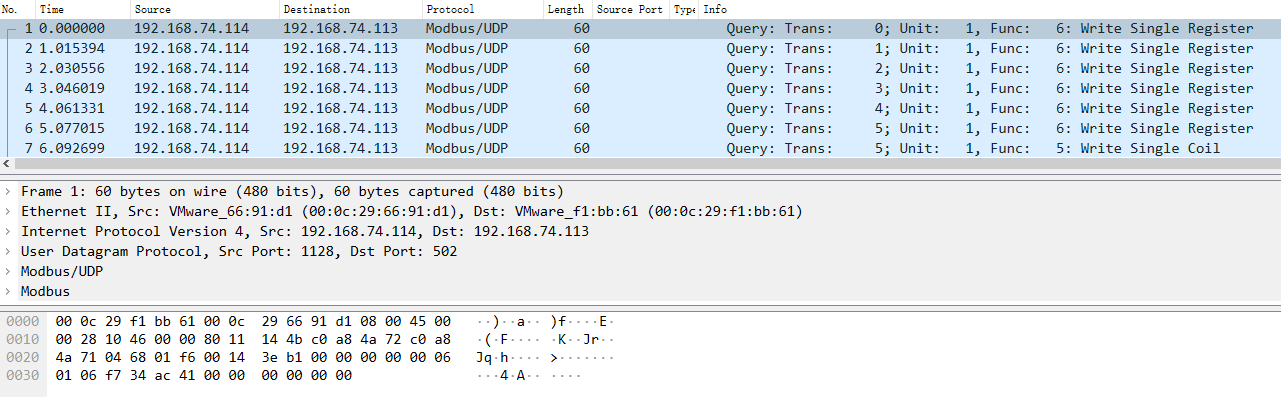 No. Time Source Destination Protocol Length Source Port Type Info
1 0.000000 192.168.74.114 192.168.74.113 Modbus/UDP 60 Query: Trans: 0; Unit: 1, Func: 6: Write Single Register
2 1.015394 192.168.74.114 192.168.74.113 Modbus/UDP 60 Query: Trans: 1; Unit: 1, Func: 6: Write Single Register
3 2.030556 192.168.74.114 192.168.74.113 Modbus/UDP 60 Query: Trans: 2; Unit: 1, Func: 6: Write Single Register
4 3.046019 192.168.74.114 192.168.74.113 Modbus/UDP 60 Query: Trans: 3; Unit: 1, Func: 6: Write Single Register
5 4.061331 192.168.74.114 192.168.74.113 Modbus/UDP 60 Query: Trans: 4; Unit: 1, Func: 6: Write Single Register
6 5.077015 192.168.74.114 192.168.74.113 Modbus/UDP 60 Query: Trans: 5; Unit: 1, Func: 6: Write Single Register
7 6.092699 192.168.74.114 192.168.74.113 Modbus/UDP 60 Query: Trans: 5; Unit: 1, Func: 5: Write Single Coil
Frame 1: 60 bytes on wire (480 bits), 60 bytes captured (480 bits)
Ethernet II, Src: VMware_66:91:d1 (00:0c:29:66:91:d1), Dst: VMware_f1:bb:61 (00:0c:29:f1:bb:61)
Internet Protocol Version 4, Src: 192.168.74.114, Dst: 192.168.74.113
User Datagram Protocol, Src Port: 1128, Dst Port: 502
Modbus/UDP
Modbus
0000 00 0c 29 f1 bb 61 00 0c 29 66 91 d1 08 00 45 00 ··)··a·· )f····E·
0010 00 28 10 46 00 00 80 11 14 4b c0 a8 4a 72 c0 a8 ·(·F···· ·K··Jr··
0020 4a 71 04 68 01 f6 00 14 3e b1 00 00 00 00 00 06 Jq·h···· >·······
0030 01 06 f7 34 ac 41 00 00 00 00 00 00 ···4·A·· ····